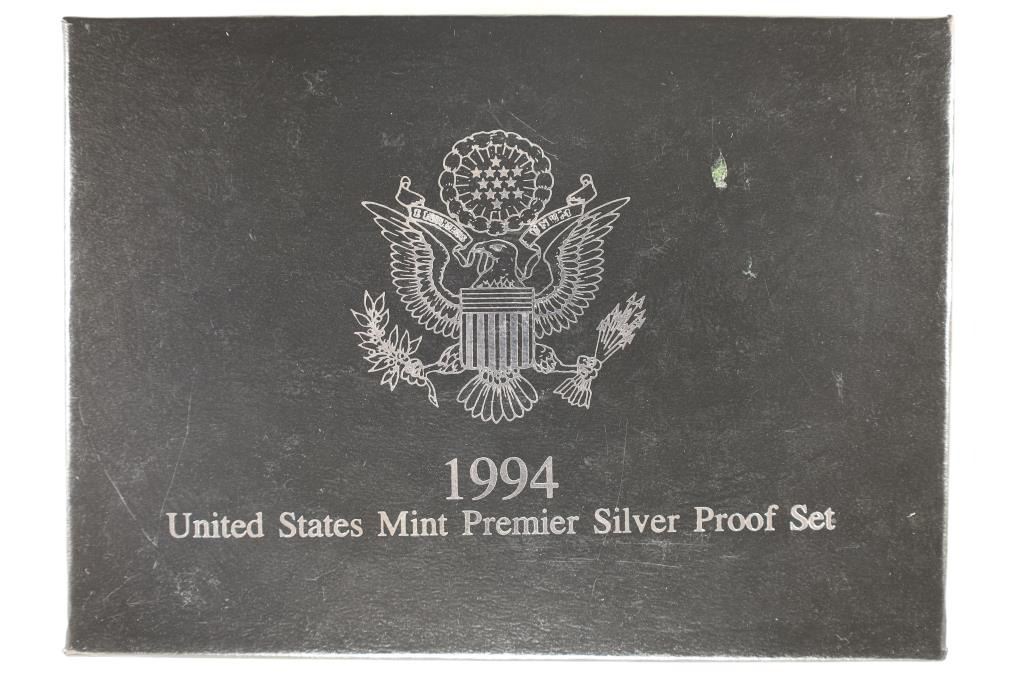 1994
United States Mint Premier Silver Proof Set